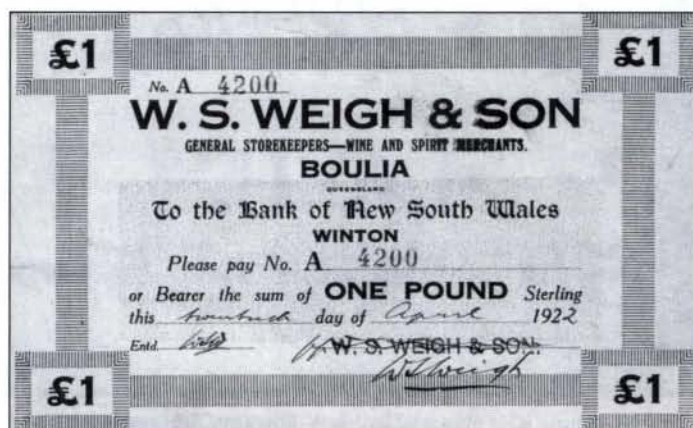 £1 £1
No. A 4200
W. S. WEIGH & SON
GENERAL STOREKEEPERS—WINE AND SPIRIT MERCHANTS.
BOULIA
QUEENSLAND
To the Bank of New South Wales
WINTON
Please pay No. A 4200
or Bearer the sum of ONE POUND Sterling
this day of April 1922
Entd. W. S. WEIGH & SON.
W S Weigh
£1 £1